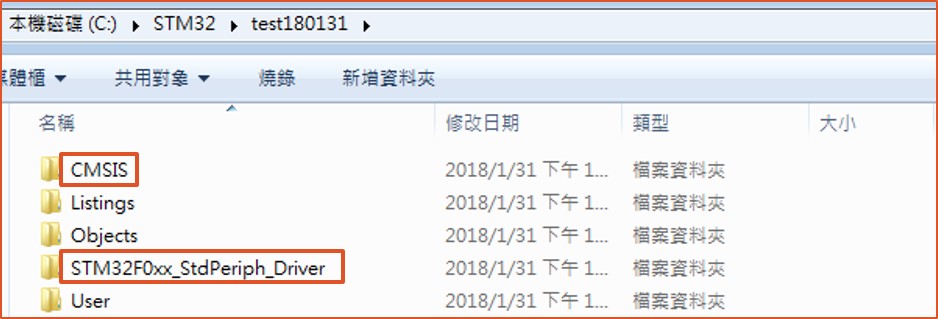 本機磁碟 (C:) ▸ STM32 ▸ test180131 ▸
媒體櫃 ▼ 共用對象 ▼ 燒錄 新增資料夾
名稱 修改日期 類型 大小
CMSIS 2018/1/31 下午 1... 檔案資料夾
Listings 2018/1/31 下午 1... 檔案資料夾
Objects 2018/1/31 下午 1... 檔案資料夾
STM32F0xx_StdPeriph_Driver 2018/1/31 下午 1... 檔案資料夾
User 2018/1/31 下午 1... 檔案資料夾